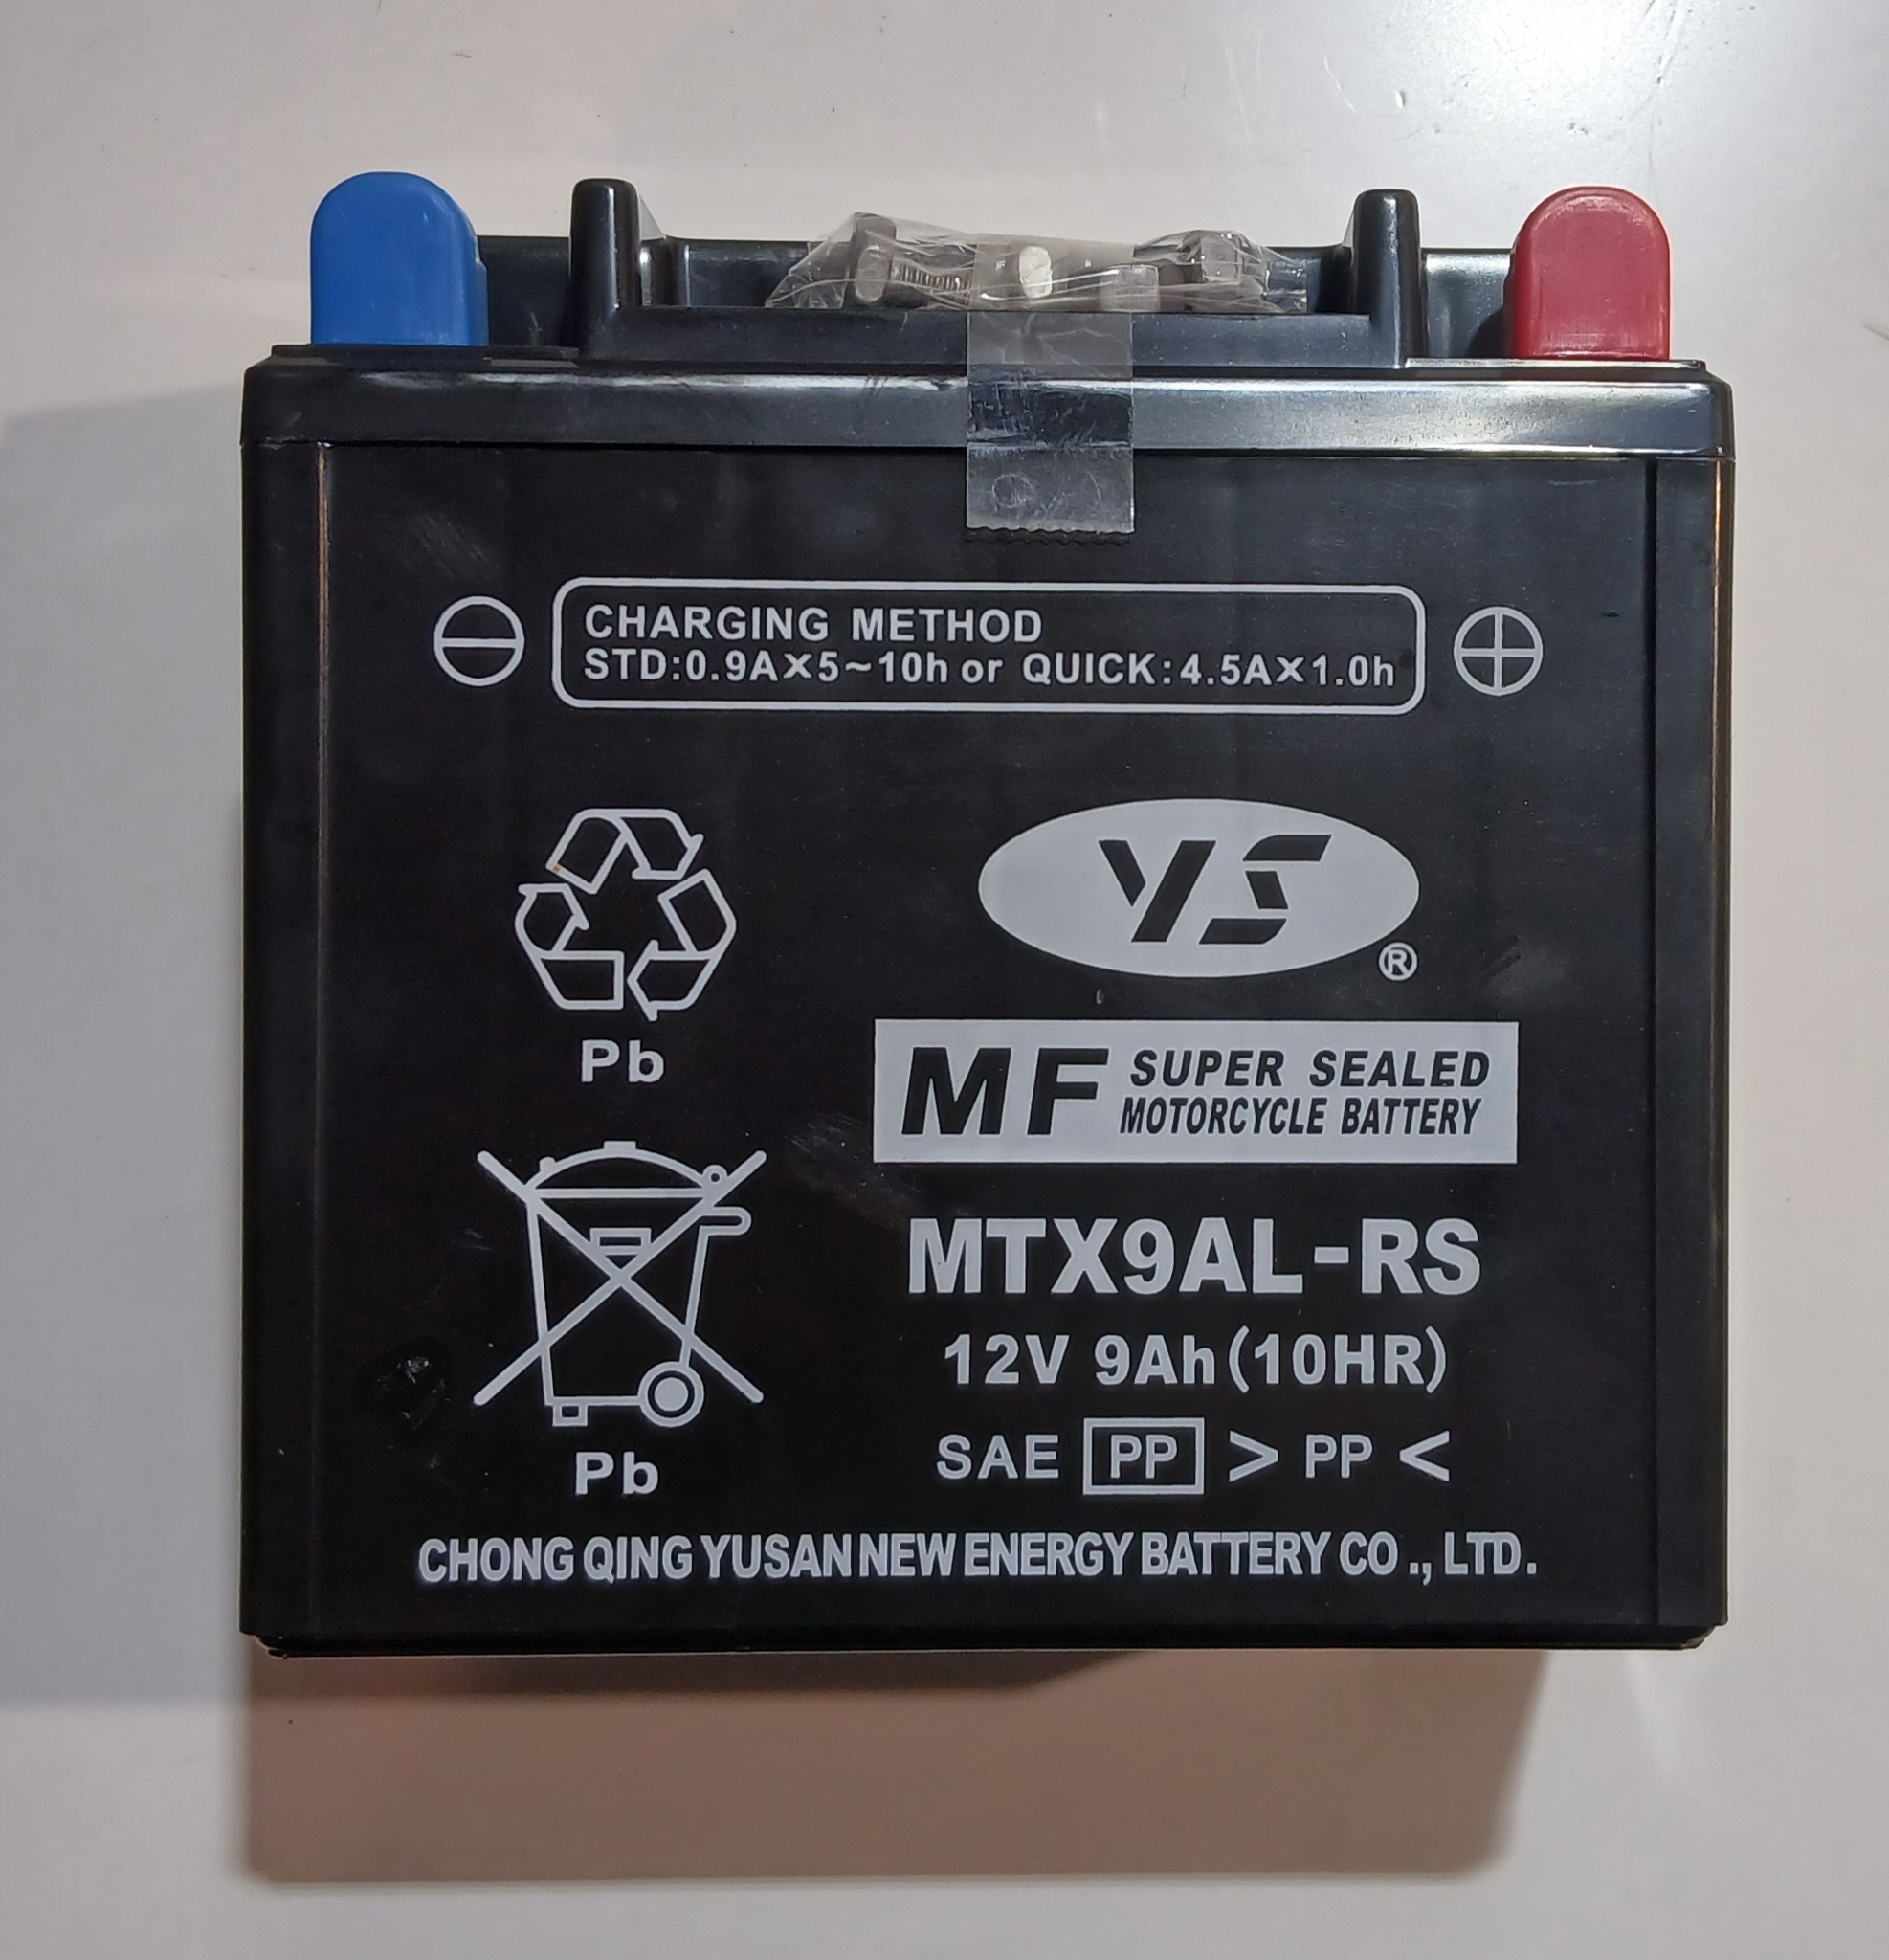 CHARGING METHOD
STD:0.9A×5~10h or QUICK:4.5A×1.0h
YS
®
Pb
MF SUPER SEALED
MOTORCYCLE BATTERY
MTX9AL-RS
12V 9Ah(10HR)
Pb
SAE PP > PP <
CHONG QING YUSAN NEW ENERGY BATTERY CO ., LTD.